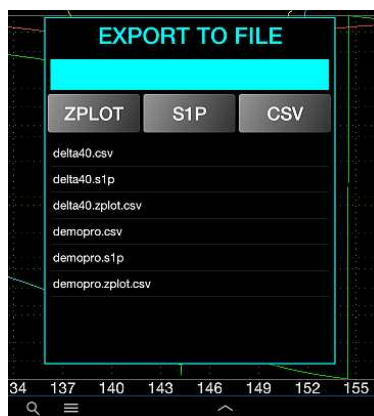 EXPORT TO FILE
ZPLOT S1P CSV
delta40.csv
delta40.s1p
delta40.zplot.csv
demopro.csv
demopro.s1p
demopro.zplot.csv
34 137 140 143 146 149 152 155